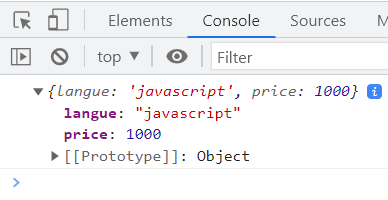 Elements Console Sources M
top Filter
{langue: 'javascript', price: 1000} i
langue: "javascript"
price: 1000
[[Prototype]]: Object